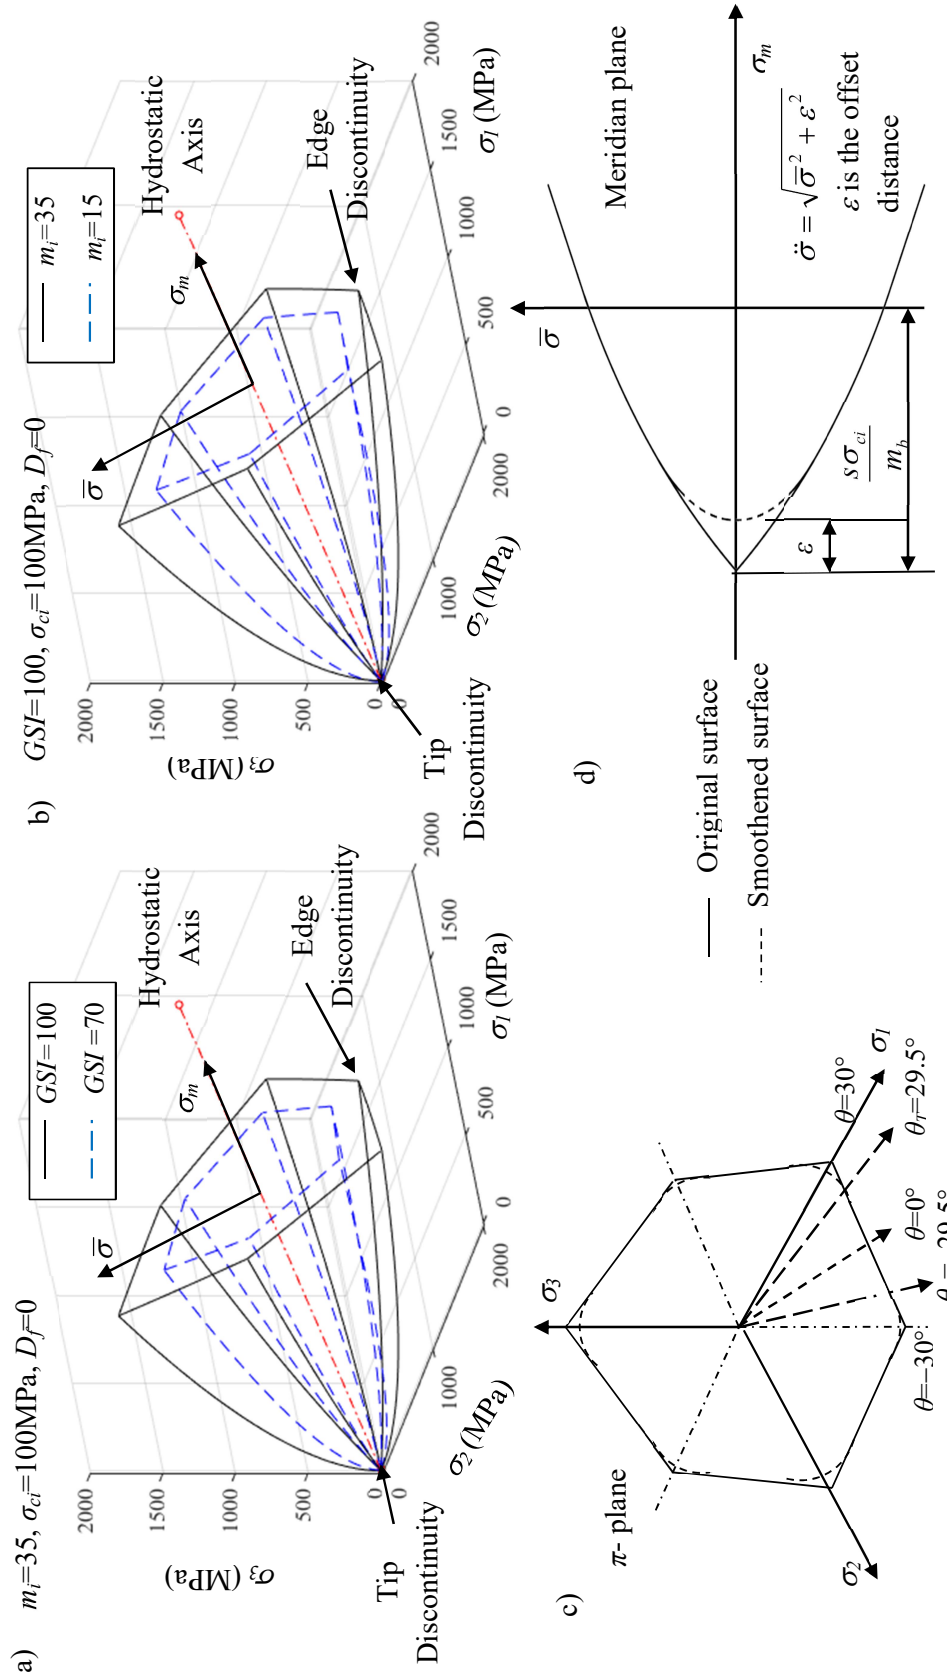 a)
m_i=35, σ_ci=100MPa, D_f=0
GSI=100
GSI=70
σ̅
σ_m
Hydrostatic
Axis
Edge
Discontinuity
Tip
Discontinuity
σ_3 (MPa)
2000
1500
1000
500
0
0
1000
2000
σ_2 (MPa)
0
500
1000
1500
2000
σ_1 (MPa)
b)
GSI=100, σ_ci=100MPa, D_f=0
m_i=35
m_i=15
σ̅
σ_m
Hydrostatic
Axis
Edge
Discontinuity
Tip
Discontinuity
σ_3 (MPa)
2000
1500
1000
500
0
0
1000
2000
σ_2 (MPa)
0
500
1000
1500
2000
σ_1 (MPa)
c)
π- plane
σ_3
σ_2
σ_1
θ=30°
θ_T=29.5°
θ=0°
29.5°
θ=−30°
Original surface
Smoothened surface
d)
Meridian plane
σ̅
σ_m
σ̈=√(σ̅²+ε²)
ε is the offset
distance
ε
sσ_ci
m_b